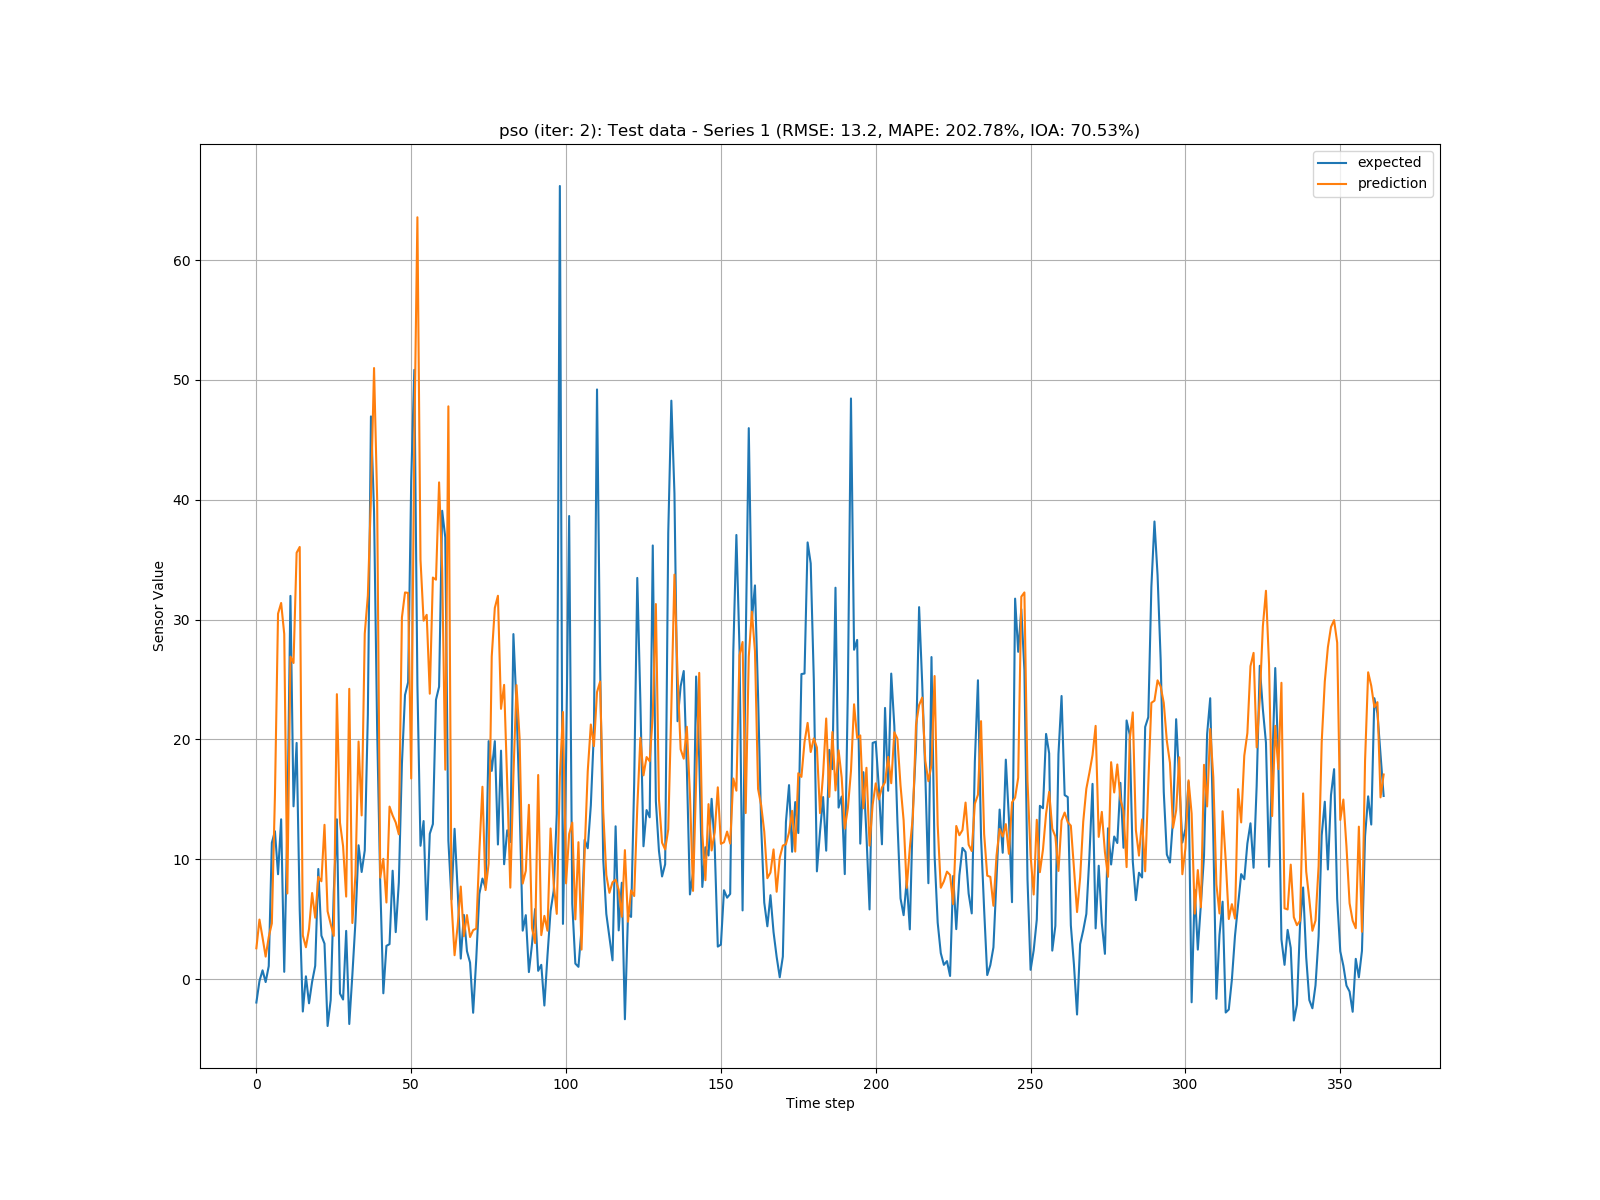 pso (iter: 2): Test data - Series 1 (RMSE: 13.2, MAPE: 202.78%, IOA: 70.53%)
expected
prediction
60
50
40
30
20
10
0
Sensor Value
0 50 100 150 200 250 300 350
Time step